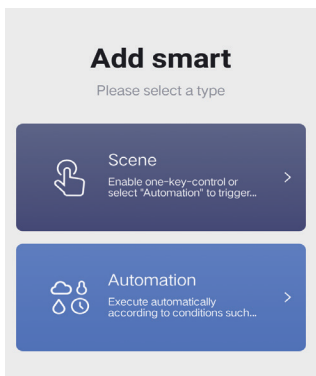 Add smart
Please select a type
Scene
Enable one-key-control or
select "Automation" to trigger...
Automation
Execute automatically
according to conditions such...